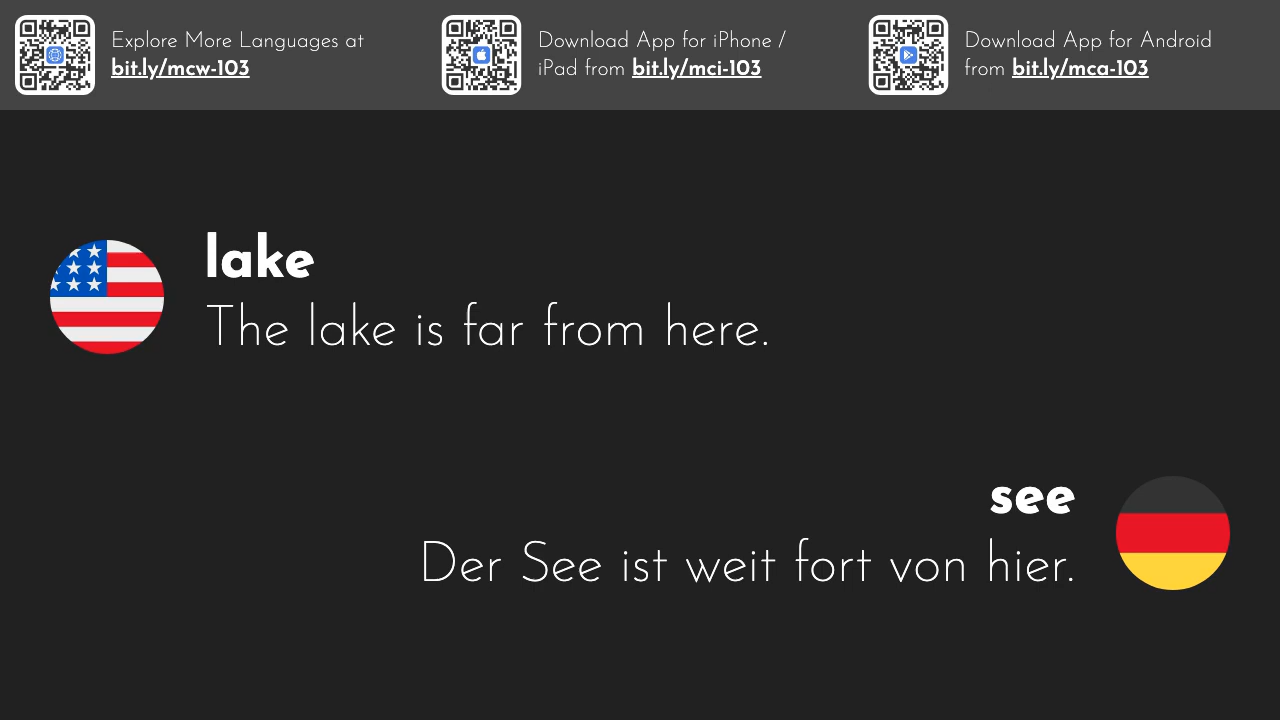 Explore More Languages at
bit.ly/mcw-103
Download App for iPhone /
iPad from bit.ly/mci-103
Download App for Android
from bit.ly/mca-103
lake
The lake is far from here.
see
Der See ist weit fort von hier.